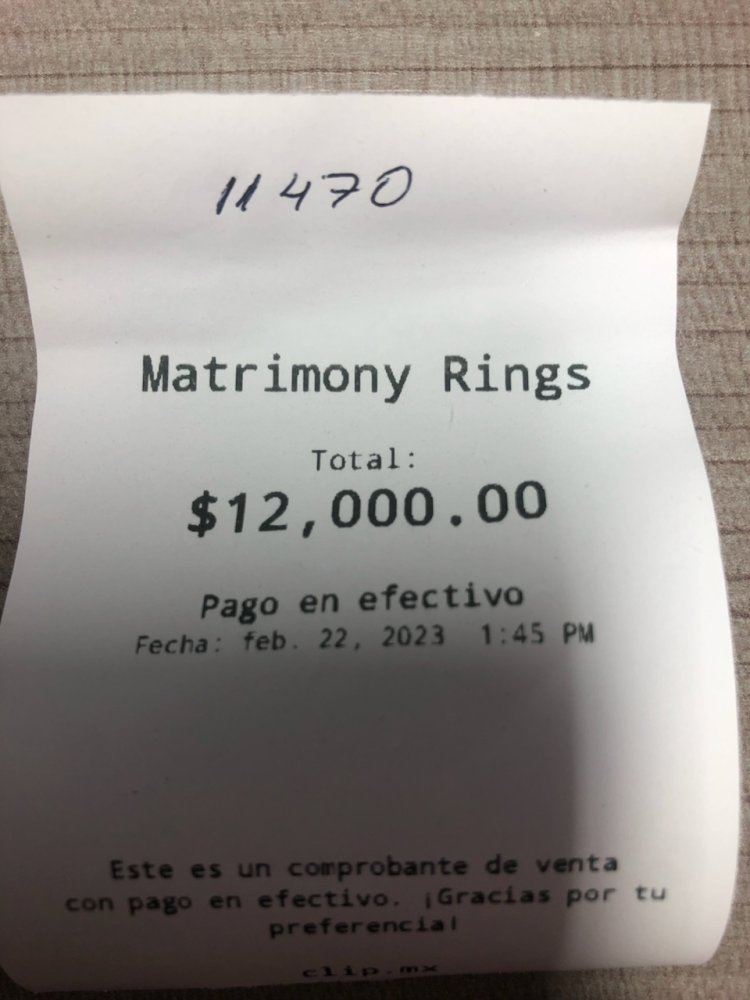 11470
Matrimony Rings
Total:
$12,000.00
Pago en efectivo
Fecha: feb. 22, 2023 1:45 PM
Este es un comprobante de venta
con pago en efectivo. ¡Gracias por tu
preferencia!
clip.mx